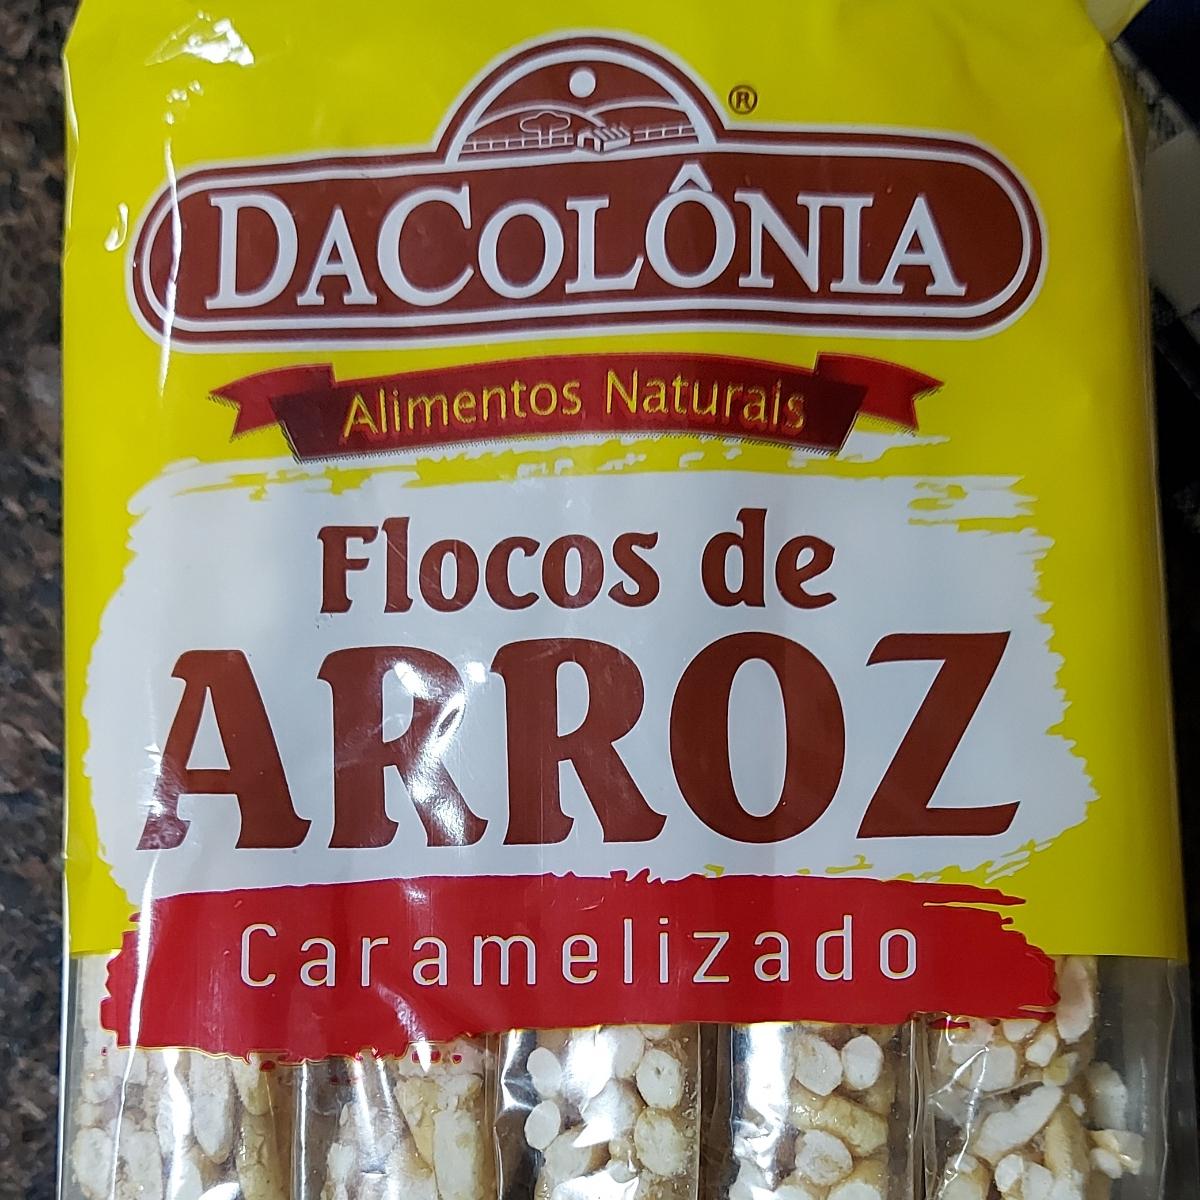 DACOLÔNIA ®
Alimentos Naturais
Flocos de
ARROZ
Caramelizado